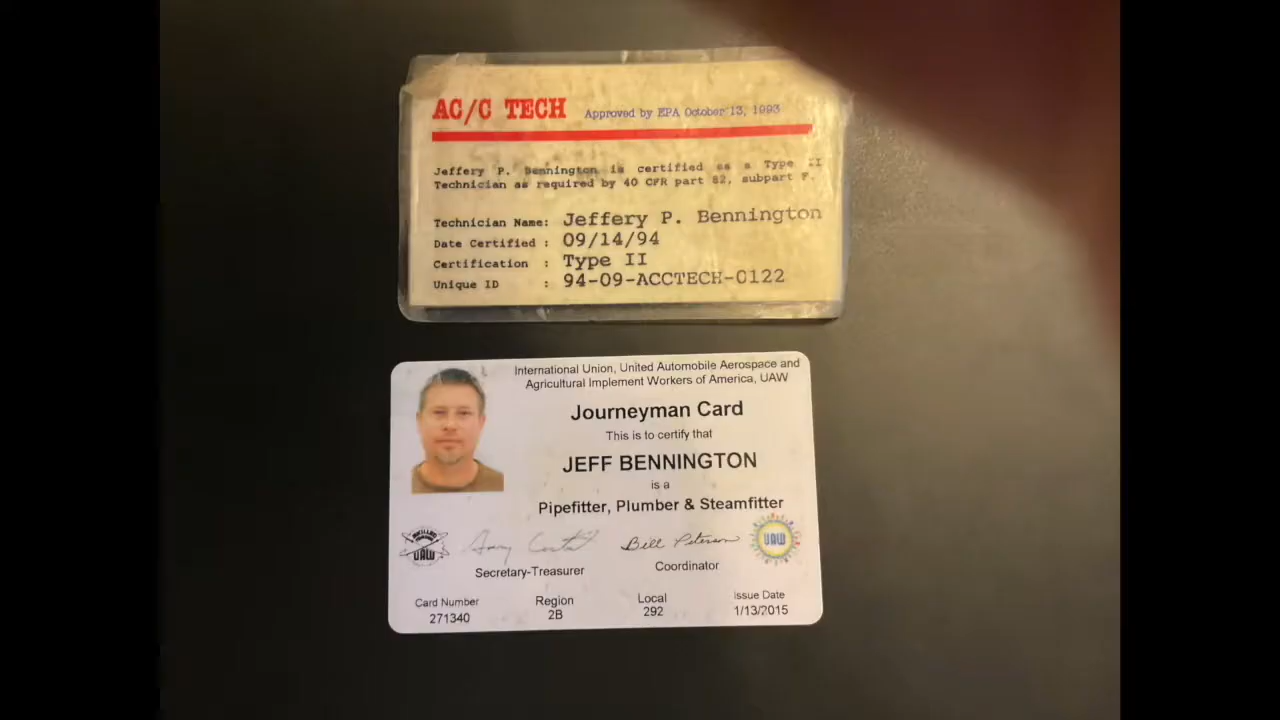 AC/C TECH Approved by EPA October 13, 1993
Jeffery P. Bennington is certified as a Type II
Technician as required by 40 CFR part 82, subpart F.
Technician Name: Jeffery P. Bennington
Date Certified : 09/14/94
Certification : Type II
Unique ID : 94-09-ACCTECH-0122
International Union, United Automobile Aerospace and
Agricultural Implement Workers of America, UAW
Journeyman Card
This is to certify that
JEFF BENNINGTON
is a
Pipefitter, Plumber & Steamfitter
SKILLED
UAW
Bill Peterson
UAW
Secretary-Treasurer
Coordinator
Card Number
Region
Local
Issue Date
271340
2B
292
1/13/2015